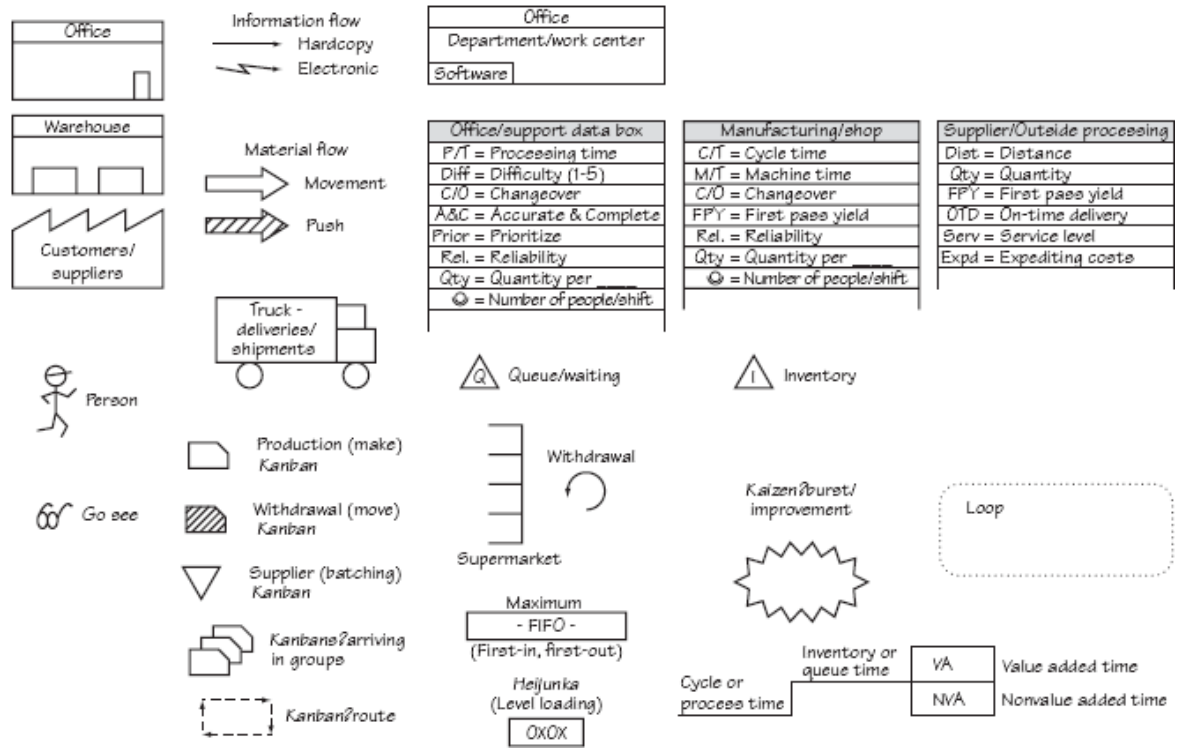 Office
Warehouse
Customers/
suppliers
Person
Go see
Information flow
Hardcopy
Electronic
Material flow
Movement
Push
Truck -
deliveries/
shipments
Production (make)
Kanban
Withdrawal (move)
Kanban
Supplier (batching)
Kanban
Kanbans?arriving
in groups
Kanban?route
Office
Department/work center
Software
Office/support data box
P/T = Processing time
Diff = Difficulty (1-5)
C/O = Changeover
A&C = Accurate & Complete
Prior = Prioritize
Rel. = Reliability
Qty = Quantity per ____
= Number of people/shift
Manufacturing/shop
C/T = Cycle time
M/T = Machine time
C/O = Changeover
FPY = First pass yield
Rel. = Reliability
Qty = Quantity per ____
= Number of people/shift
Supplier/Outside processing
Dist = Distance
Qty = Quantity
FPY = First pass yield
OTD = On-time delivery
Serv = Service level
Expd = Expediting costs
Q Queue/waiting
I Inventory
Withdrawal
Supermarket
Kaizen?burst/
improvement
Loop
Maximum
- FIFO -
(First-in, first-out)
Heijunka
(Level loading)
OXOX
Cycle or
process time
Inventory or
queue time
VA Value added time
NVA Nonvalue added time